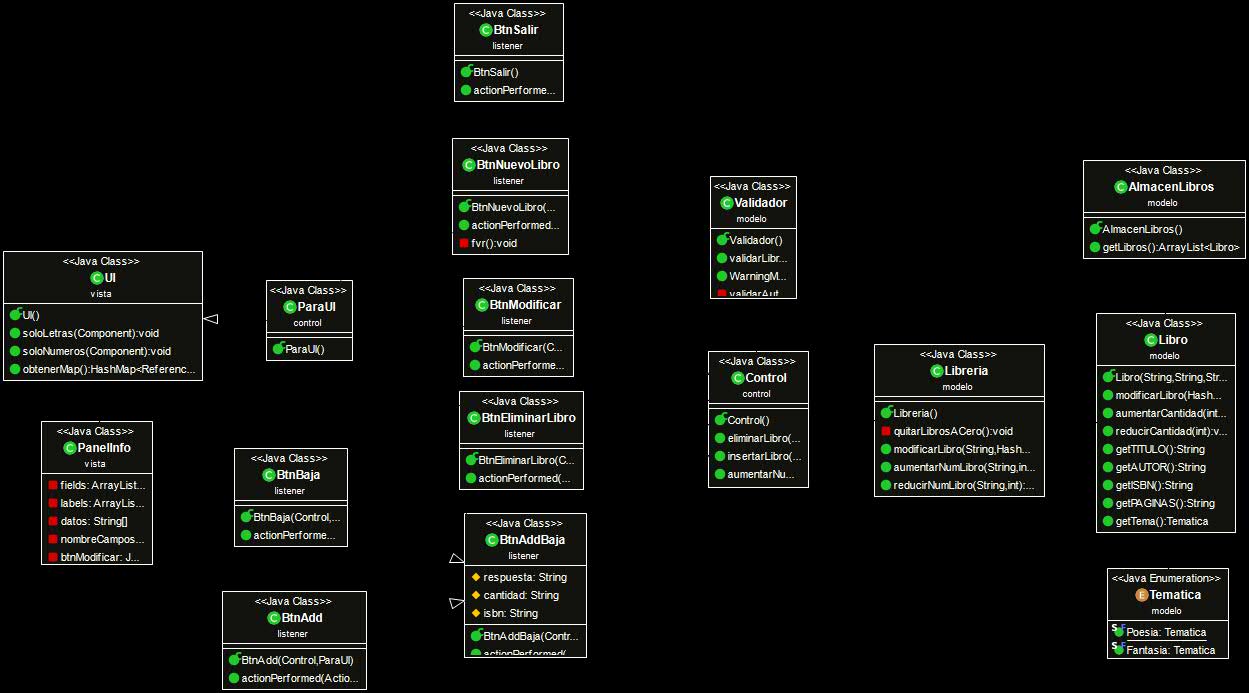 <<Java Class>>
BtnSalir
listener
BtnSalir()
actionPerforme...
<<Java Class>>
BtnNuevoLibro
listener
BtnNuevoLibro(...
actionPerformed...
fvr():void
<<Java Class>>
Validador
modelo
Validador()
validarLibr...
WarningM...
validarAut...
<<Java Class>>
AlmacenLibros
modelo
AlmacenLibros()
getLibros():ArrayList<Libro>
<<Java Class>>
UI
vista
UI()
soloLetras(Component):void
soloNumeros(Component):void
obtenerMap():HashMap<Referenc...
<<Java Class>>
ParaUI
control
ParaUI()
<<Java Class>>
BtnModificar
listener
BtnModificar(C...
actionPerforme...
<<Java Class>>
Control
control
Control()
eliminarLibro(...
insertarLibro(...
aumentarNu...
<<Java Class>>
Libreria
modelo
Libreria()
quitarLibrosACero():void
modificarLibro(String,Hash...
aumentarNumLibro(String,in...
reducirNumLibro(String,int):...
<<Java Class>>
Libro
modelo
Libro(String,String,Str...
modificarLibro(Hash...
aumentarCantidad(int...
reducirCantidad(int):v...
getTITULO():String
getAUTOR():String
getISBN():String
getPAGINAS():String
getTema():Tematica
<<Java Class>>
BtnEliminarLibro
listener
BtnEliminarLibro(C...
actionPerformed(...
<<Java Class>>
PanelInfo
vista
fields: ArrayList...
labels: ArrayLis...
datos: String[]
nombreCampos...
btnModificar: J...
<<Java Class>>
BtnBaja
listener
BtnBaja(Control,...
actionPerforme...
<<Java Class>>
BtnAddBaja
listener
respuesta: String
cantidad: String
isbn: String
BtnAddBaja(Contr...
actionPerformed(
<<Java Class>>
BtnAdd
listener
BtnAdd(Control,ParaUI)
actionPerformed(Actio...
<<Java Enumeration>>
Tematica
modelo
Poesia: Tematica
Fantasia: Tematica